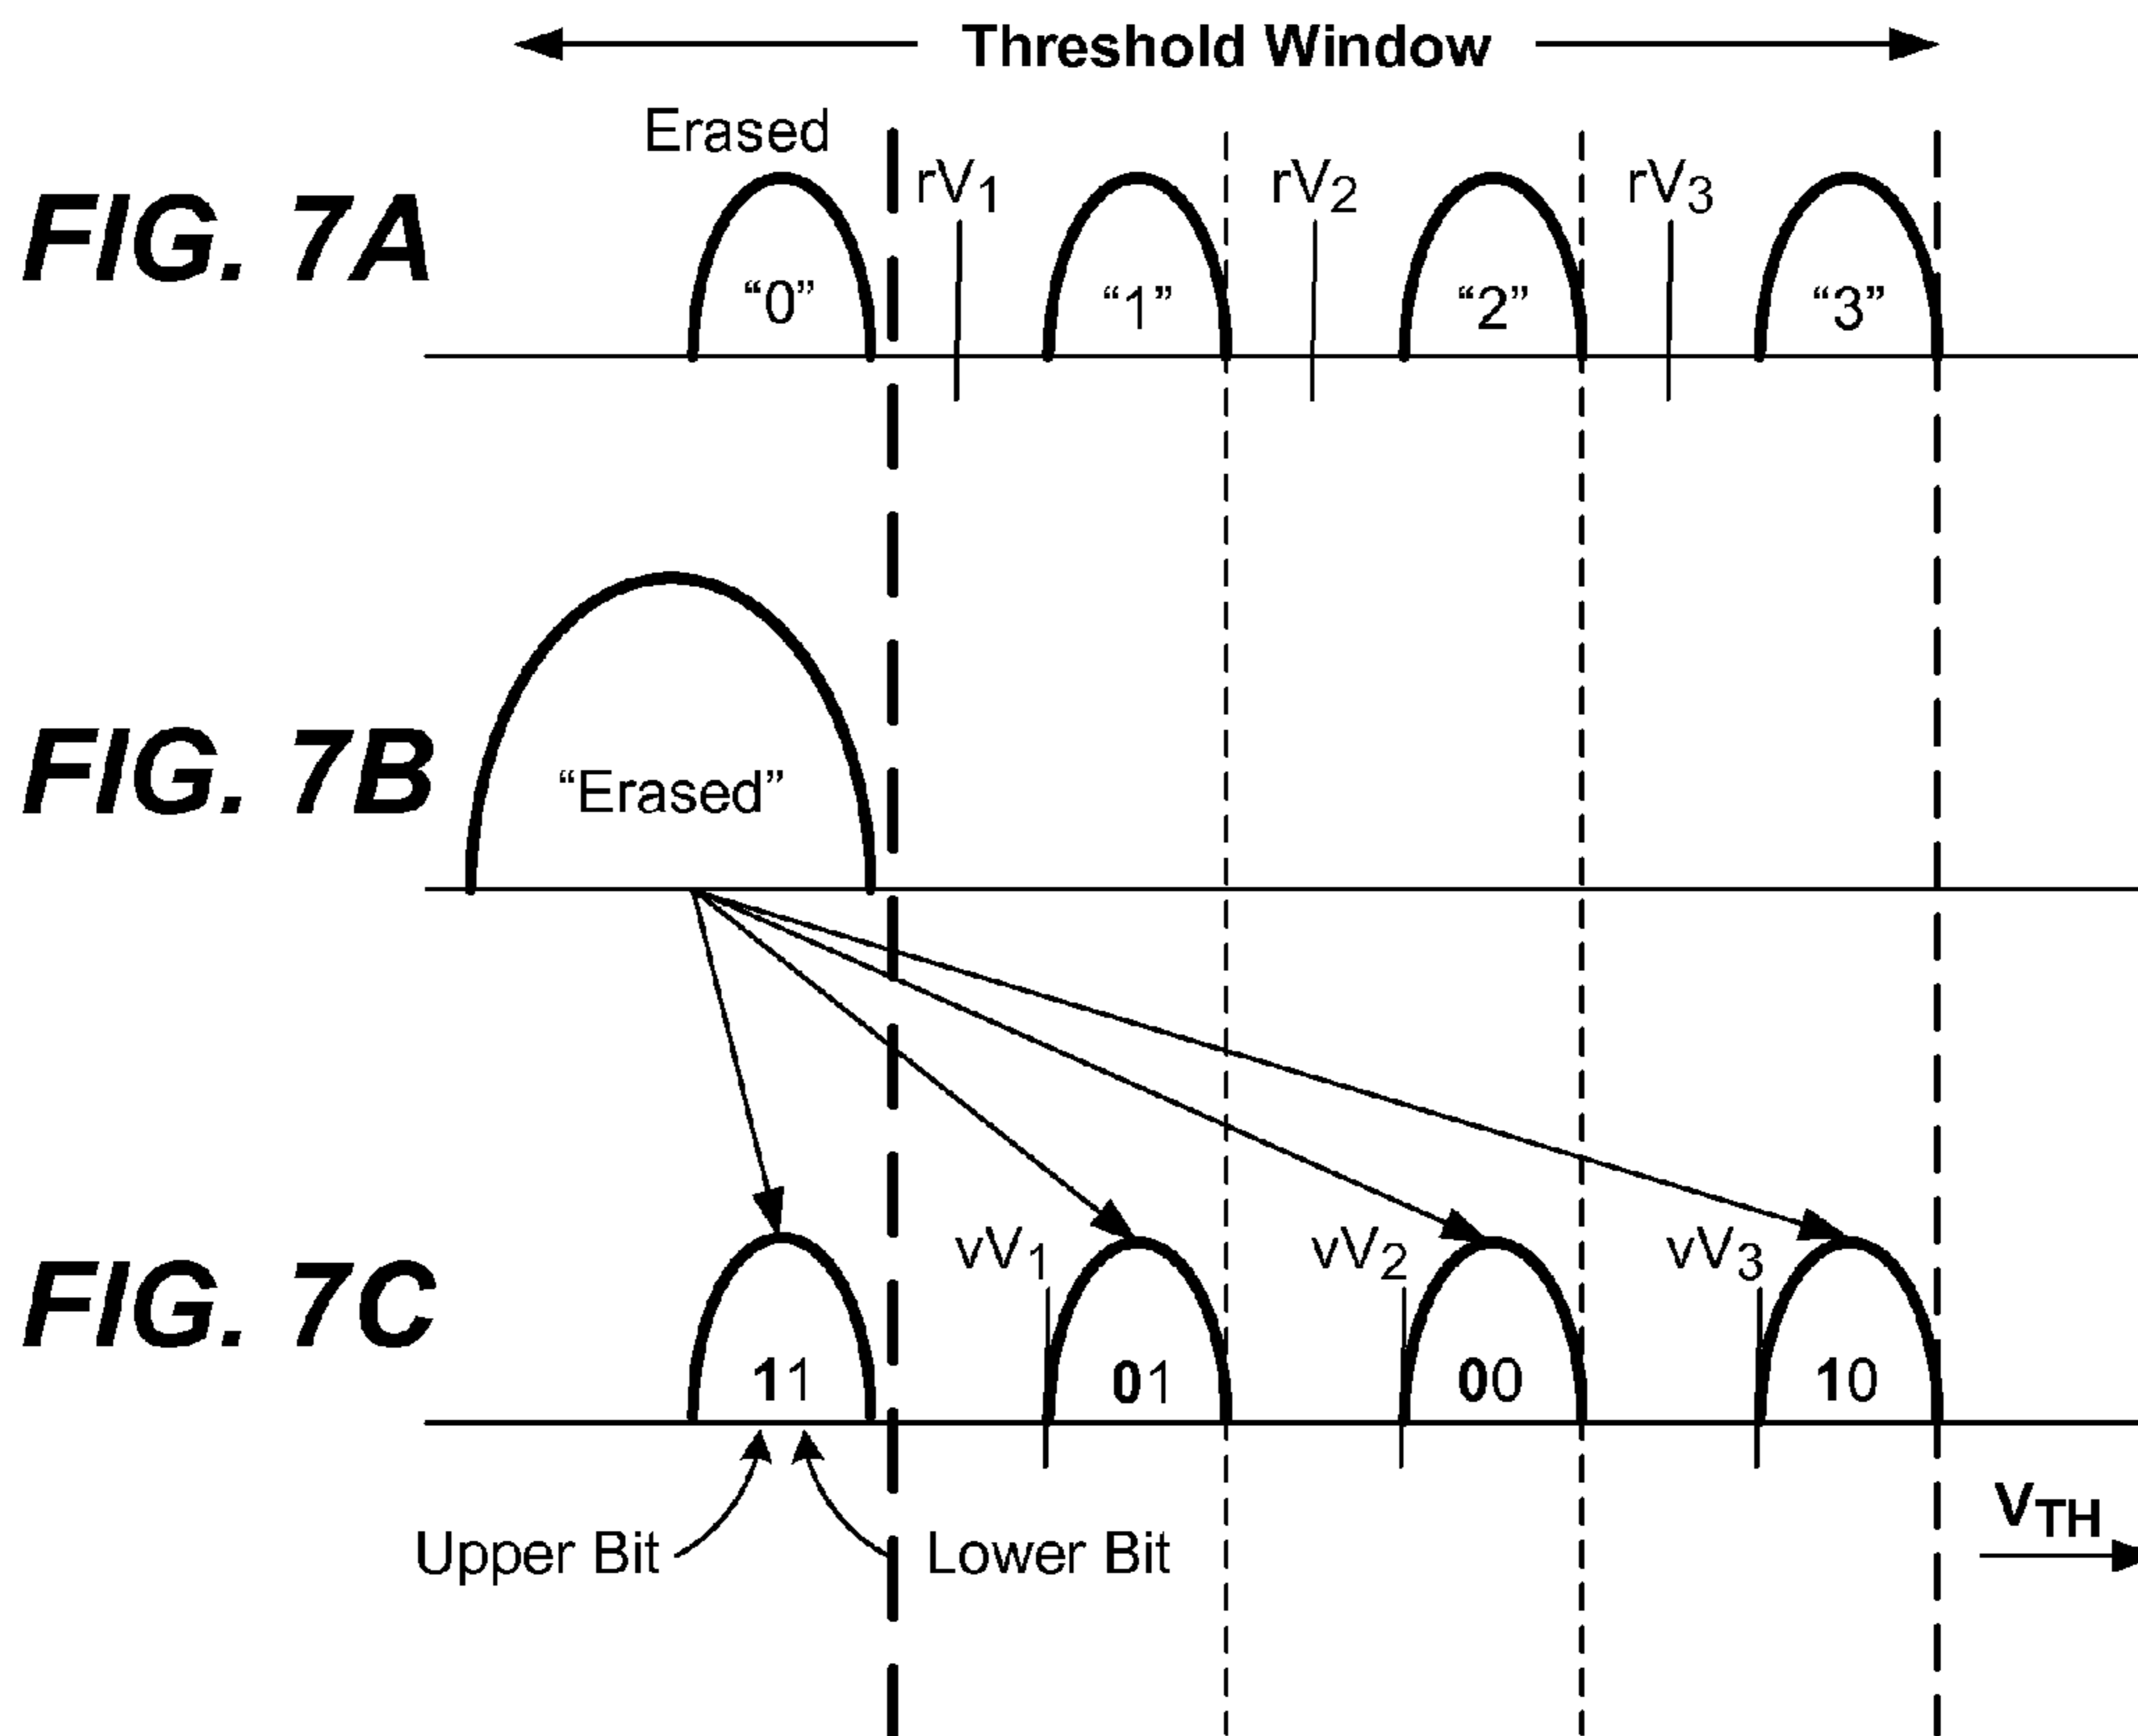 Threshold Window
Erased
FIG. 7A
rV1 rV2 rV3
“0” “1” “2” “3”
FIG. 7B
“Erased”
FIG. 7C
vV1 vV2 vV3
11 01 00 10
VTH
Upper Bit Lower Bit